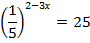 (1/5)^{2−3x} = 25